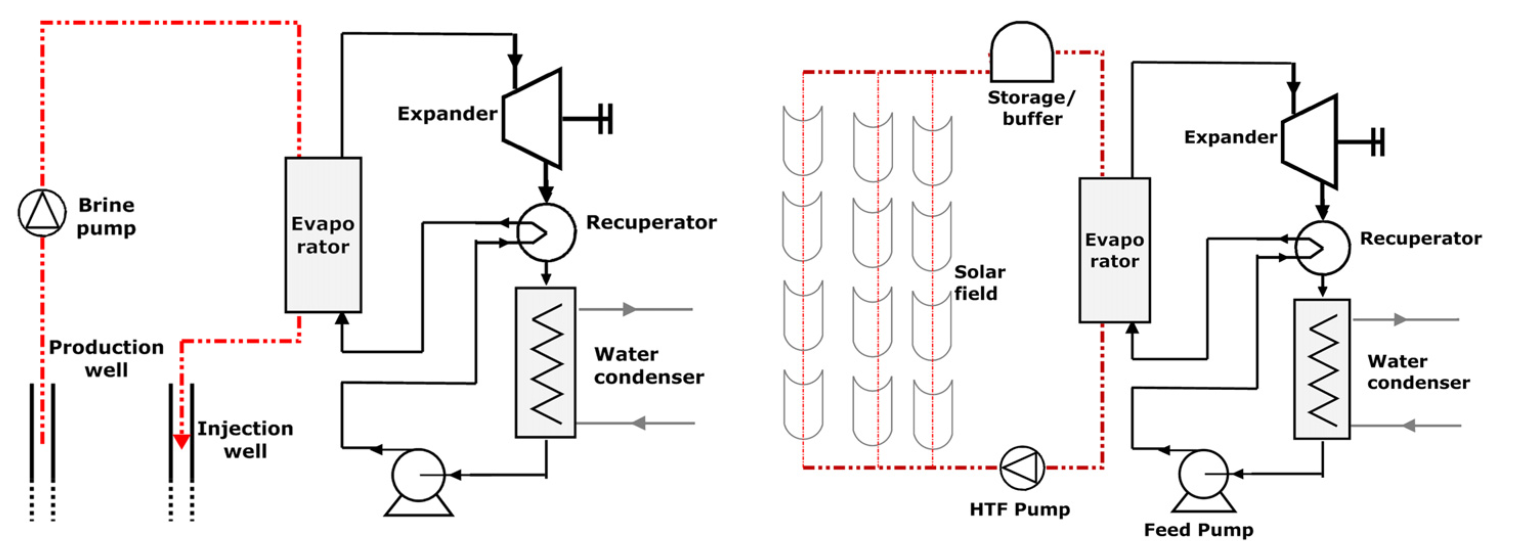 Expander
Brine
pump
Evapo
rator
Recuperator
Production
well
Water
condenser
Injection
well
Storage/
buffer
Expander
Evapo
rator
Recuperator
Solar
field
Water
condenser
HTF Pump
Feed Pump